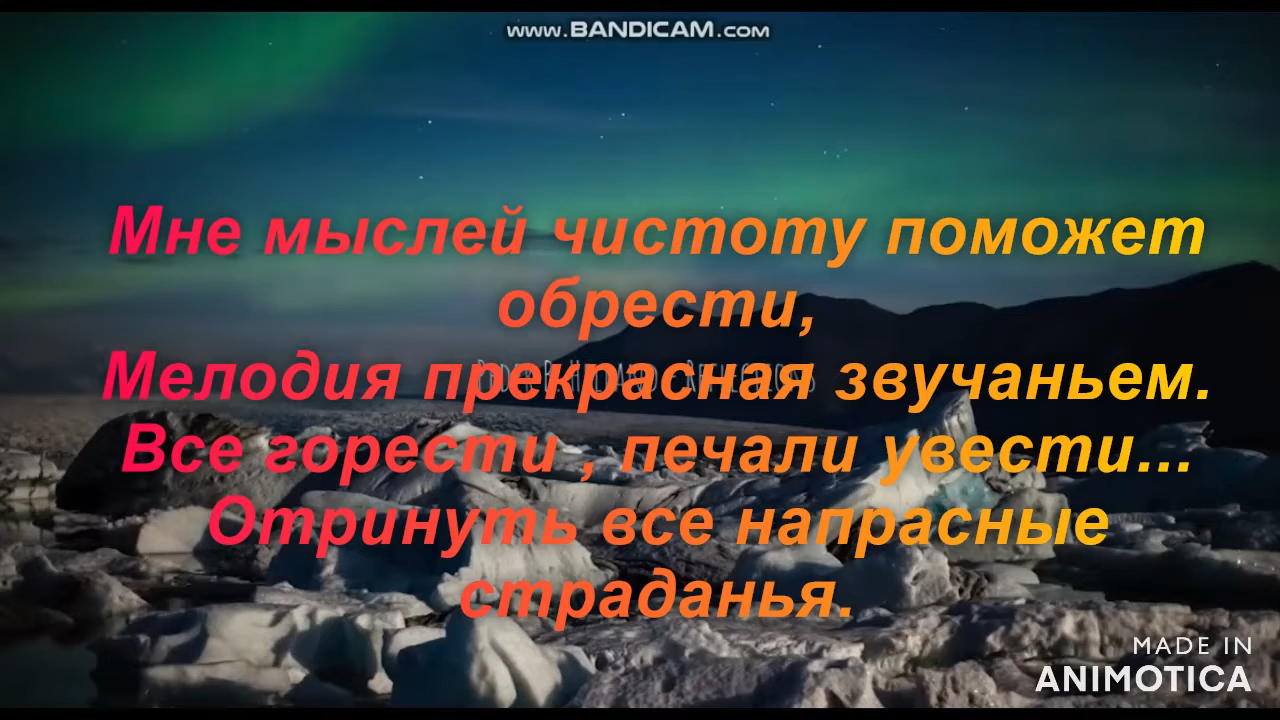 www.BANDICAM.com
Мне мыслей чистоту поможет
обрести,
Мелодия прекрасная звучаньем.
Все горести , печали увести...
Отринуть все напрасные
страданья.
MADE IN
ANIMOTICA